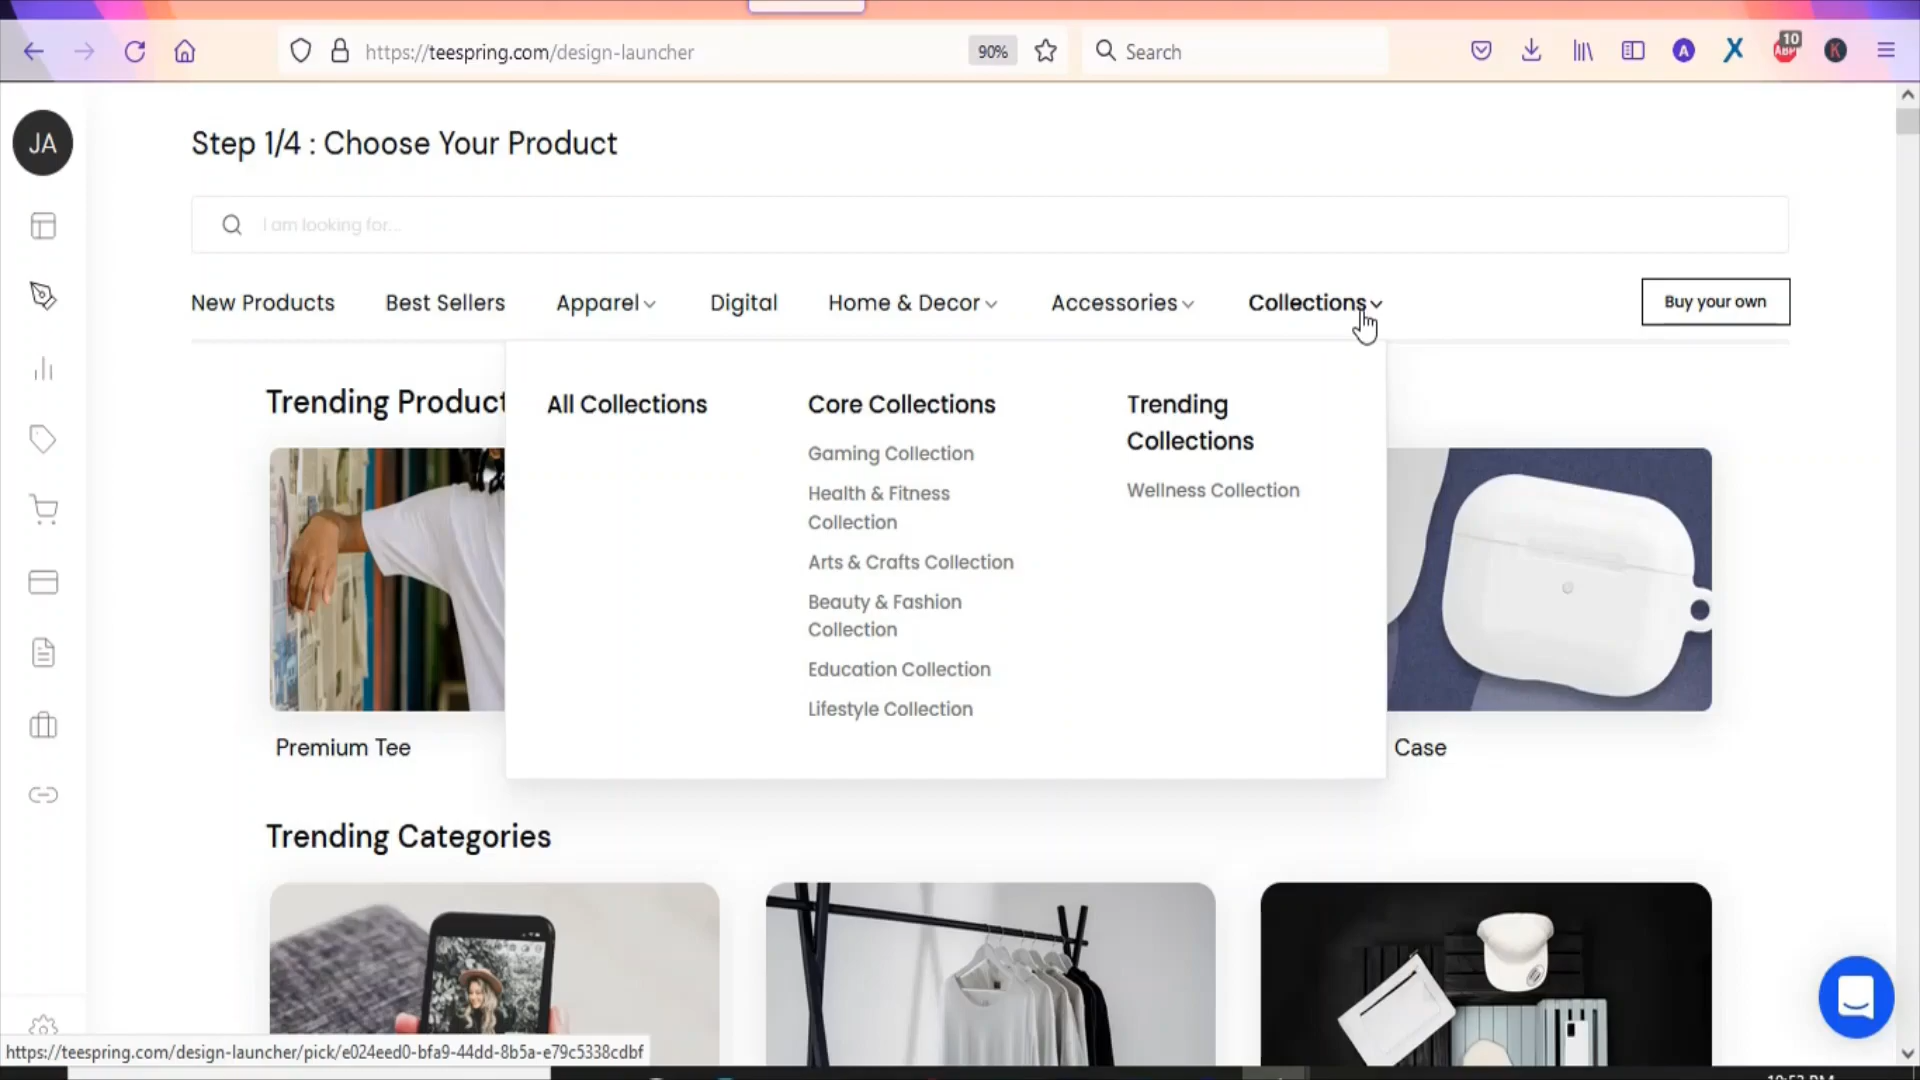 https://teespring.com/design-launcher
90%
Search
A
ABP
10
K
JA
Step 1/4 : Choose Your Product
I am looking for...
New Products
Best Sellers
Apparel
Digital
Home & Decor
Accessories
Collections
Buy your own
Trending Product
All Collections
Core Collections
Gaming Collection
Health & Fitness
Collection
Arts & Crafts Collection
Beauty & Fashion
Collection
Education Collection
Lifestyle Collection
Trending
Collections
Wellness Collection
Premium Tee
Case
Trending Categories
https://teespring.com/design-launcher/pick/e024eed0-bfa9-44dd-8b5a-e79c5338cdbf